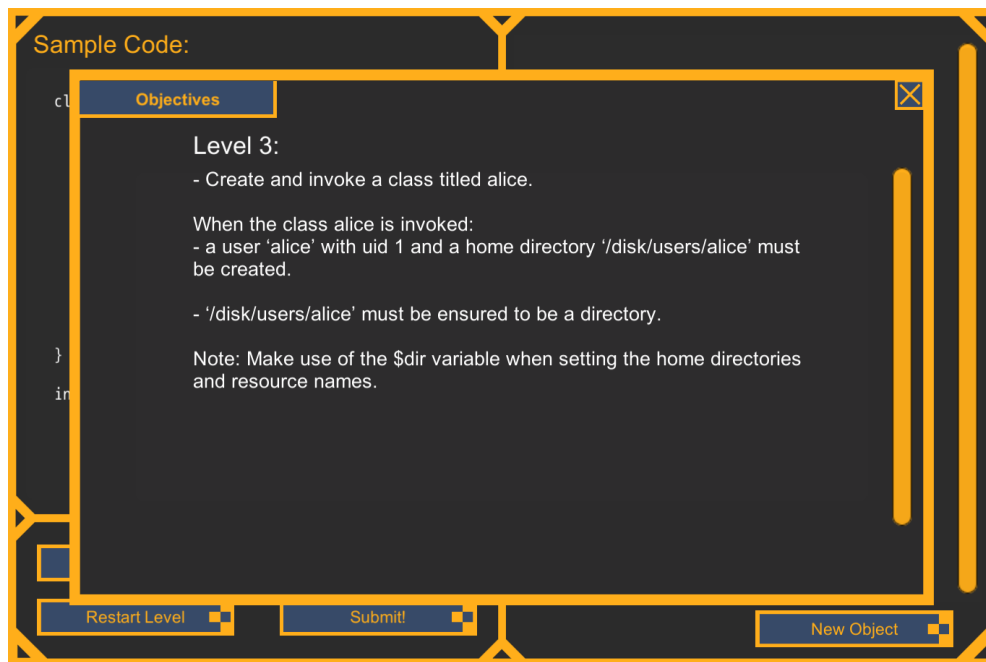 Sample Code:
cl
Objectives
Level 3:
- Create and invoke a class titled alice.
When the class alice is invoked:
- a user ‘alice’ with uid 1 and a home directory ‘/disk/users/alice’ must
be created.
- ‘/disk/users/alice’ must be ensured to be a directory.
}
Note: Make use of the $dir variable when setting the home directories
and resource names.
in
Restart Level
Submit!
New Object